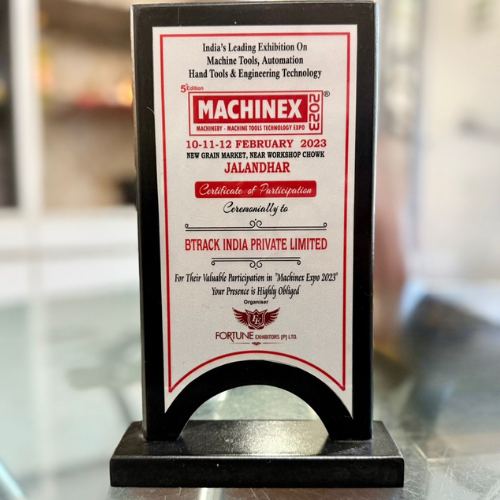 India's Leading Exhibition On
Machine Tools, Automation
Hand Tools & Engineering Technology
5th Edition
MACHINEX 2023 ®
MACHINERY - MACHINE TOOLS TECHNOLOGY EXPO
10-11-12 FEBRUARY 2023
NEW GRAIN MARKET, NEAR WORKSHOP CHOWK
JALANDHAR
Certificate of Participation
Ceremonially to
BTRACK INDIA PRIVATE LIMITED
For Their Valuable Participation in "Machinex Expo 2023"
Your Presence is Highly Obliged
Organiser
FORTUNE EXHIBITORS (P) LTD.